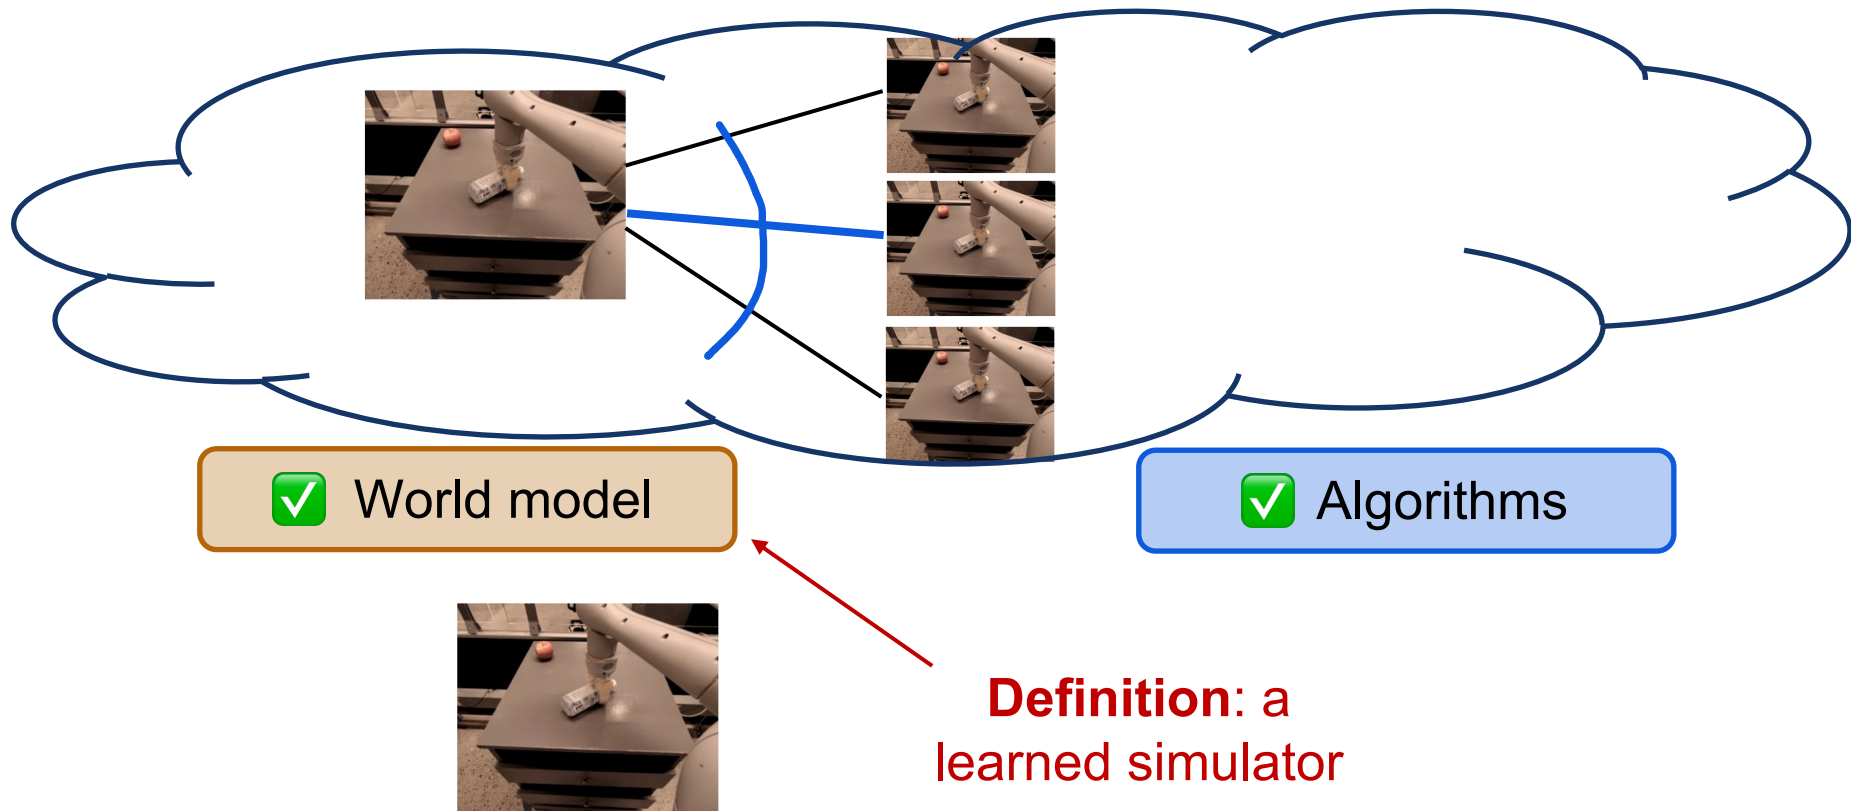 ✅ World model
✅ Algorithms
Definition: a
learned simulator